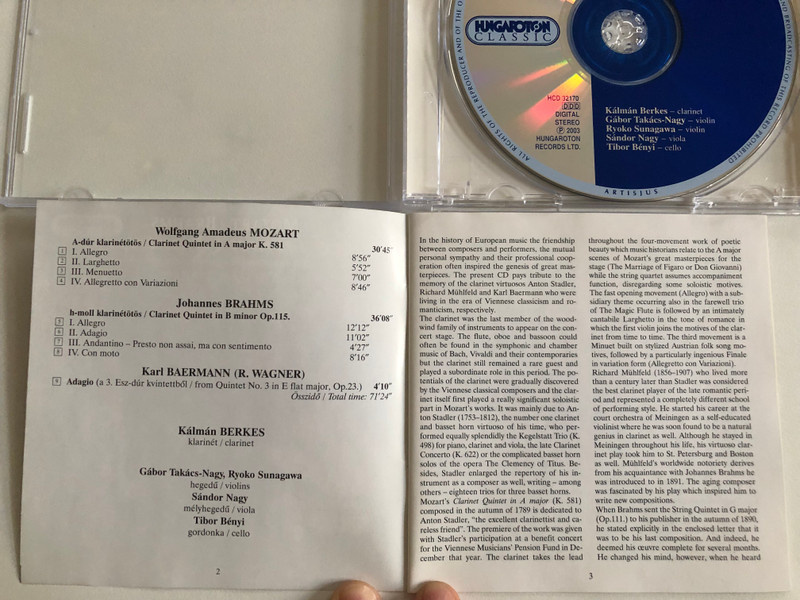 HUNGAROTON
CLASSIC
HCD 32170
DDD
DIGITAL
STEREO
Ⓟ 2003
HUNGAROTON
RECORDS LTD.
Kálmán Berkes – clarinet
Gábor Takács-Nagy – violin
Ryoko Sunagawa – violin
Sándor Nagy – viola
Tibor Bényi – cello
ALL RIGHTS OF THE REPRODUCER AND OF THE O
ND BROADCASTING OF THIS RECORD PROHIBITED
ARTISJUS
Wolfgang Amadeus MOZART
A-dúr klarinétötös / Clarinet Quintet in A major K. 581 30'45"
1 I. Allegro 8'56"
2 II. Larghetto 5'52"
3 III. Menuetto 7'00"
4 IV. Allegretto con Variazioni 8'46"
Johannes BRAHMS
h-moll klarinétötös / Clarinet Quintet in B minor Op.115. 36'08"
5 I. Allegro 12'12"
6 II. Adagio 11'02"
7 III. Andantino – Presto non assai, ma con sentimento 4'27"
8 IV. Con moto 8'16"
Karl BAERMANN (R. WAGNER)
9 Adagio (a 3. Esz-dúr kvintettből / from Quintet No. 3 in E flat major, Op.23.) 4'10"
Összidő / Total time: 71'24"
Kálmán BERKES
klarinét / clarinet
Gábor Takács-Nagy, Ryoko Sunagawa
hegedű / violins
Sándor Nagy
mélyhegedű / viola
Tibor Bényi
gordonka / cello
2
In the history of European music the friendship
between composers and performers, the mutual
personal sympathy and their professional coop-
eration often inspired the genesis of great mas-
terpieces. The present CD pays tribute to the
memory of the clarinet virtuosos Anton Stadler,
Richard Mühlfeld and Karl Baermann who were
living in the era of Viennese classicism and ro-
manticism, respectively.
The clarinet was the last member of the wood-
wind family of instruments to appear on the con-
cert stage. The flute, oboe and bassoon could
often be found in the symphonic and chamber
music of Bach, Vivaldi and their contemporaries
but the clarinet still remained a rare guest and
played a subordinate role in this period. The po-
tentials of the clarinet were gradually discovered
by the Viennese classical composers and the clar-
inet itself first played a really significant soloistic
part in Mozart's works. It was mainly due to An-
ton Stadler (1753–1812), the number one clarinet
and basset horn virtuoso of his time, who per-
formed equally splendidly the Kegelstatt Trio (K.
498) for piano, clarinet and viola, the late Clarinet
Concerto (K. 622) or the complicated basset horn
solos of the opera The Clemency of Titus. Be-
sides, Stadler enlarged the repertory of his in-
strument as a composer as well, writing – among
others – eighteen trios for three basset horns.
Mozart's Clarinet Quintet in A major (K. 581)
composed in the autumn of 1789 is dedicated to
Anton Stadler, "the excellent clarinettist and ca-
reless friend". The premiere of the work was given
with Stadler's participation at a benefit concert
for the Viennese Musicians' Pension Fund in De-
cember that year. The clarinet takes the lead
throughout the four-movement work of poetic
beauty which music historians relate to the A major
scenes of Mozart's great masterpieces for the
stage (The Marriage of Figaro or Don Giovanni)
while the string quartet assumes accompaniment
function, disregarding some soloistic motives.
The fast opening movement (Allegro) with a sub-
sidiary theme occurring also in the farewell trio
of The Magic Flute is followed by an intimately
cantabile Larghetto in the tone of romance in
which the first violin joins the motives of the clar-
inet from time to time. The third movement is a
Minuet built on stylized Austrian folk song mo-
tives, followed by a particularly ingenious Finale
in variation form (Allegretto con Variazioni).
Richard Mühlfeld (1856–1907) who lived more
than a century later than Stadler was considered
the best clarinet player of the late romantic peri-
od and represented a completely different school
of performing style. He started his career at the
court orchestra of Meiningen as a self-educated
violinist where he was soon found to be a natural
genius in clarinet as well. Although he stayed in
Meiningen throughout his life, his virtuoso clar-
inet play took him to St. Petersburg and Boston
as well. Mühlfeld's worldwide notoriety derives
from his acquaintance with Johannes Brahms he
was introduced to in 1891. The aging composer
was fascinated by his play which inspired him to
write new compositions.
When Brahms sent the String Quintet in G major
(Op.111.) to his publisher in the autumn of 1890,
he stated explicitly in the enclosed letter that it
was to be his last composition. And indeed, he
deemed his œuvre complete for several months.
He changed his mind, however, when he heard
3